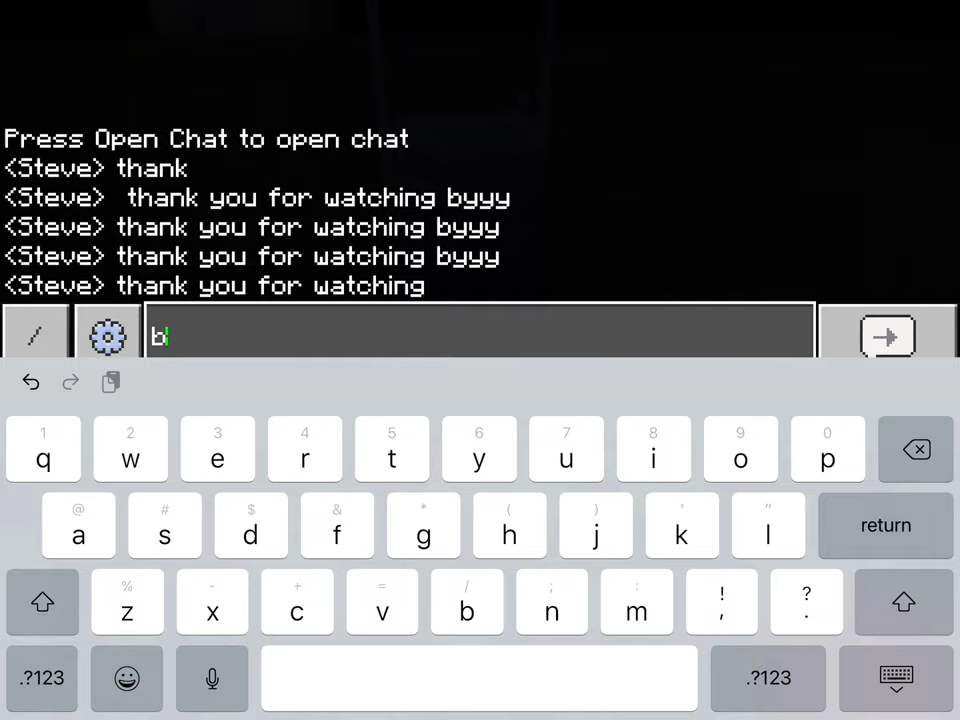 Press Open Chat to open chat
<Steve> thank
<Steve>  thank you for watching byyy
<Steve> thank you for watching byyy
<Steve> thank you for watching byyy
<Steve> thank you for watching
/ b
1 2 3 4 5 6 7 8 9 0
q w e r t y u i o p
@ # $ & * ( ) ' "
a s d f g h j k l return
% - + = / ; : ! ?
z x c v b n m , .
.?123 .?123